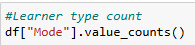 #Learner type count
df["Mode"].value_counts()